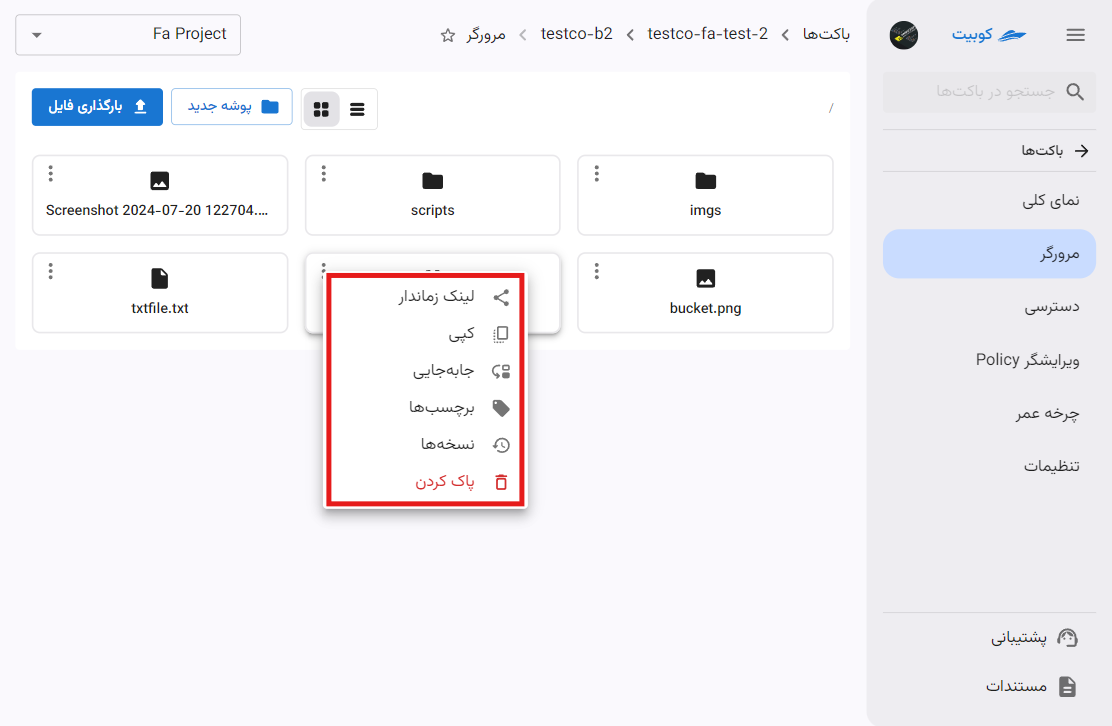 کوبیت
باکت‌ها
testco-fa-test-2
testco-b2
مرورگر
Fa Project
جستجو در باکت‌ها
باکت‌ها
نمای کلی
مرورگر
دسترسی
ویرایشگر Policy
چرخه عمر
تنظیمات
پشتیبانی
مستندات
/
پوشه جدید
بارگذاری فایل
imgs
scripts
Screenshot 2024-07-20 122704....
bucket.png
txtfile.txt
لینک زماندار
کپی
جابه‌جایی
برچسب‌ها
نسخه‌ها
پاک کردن